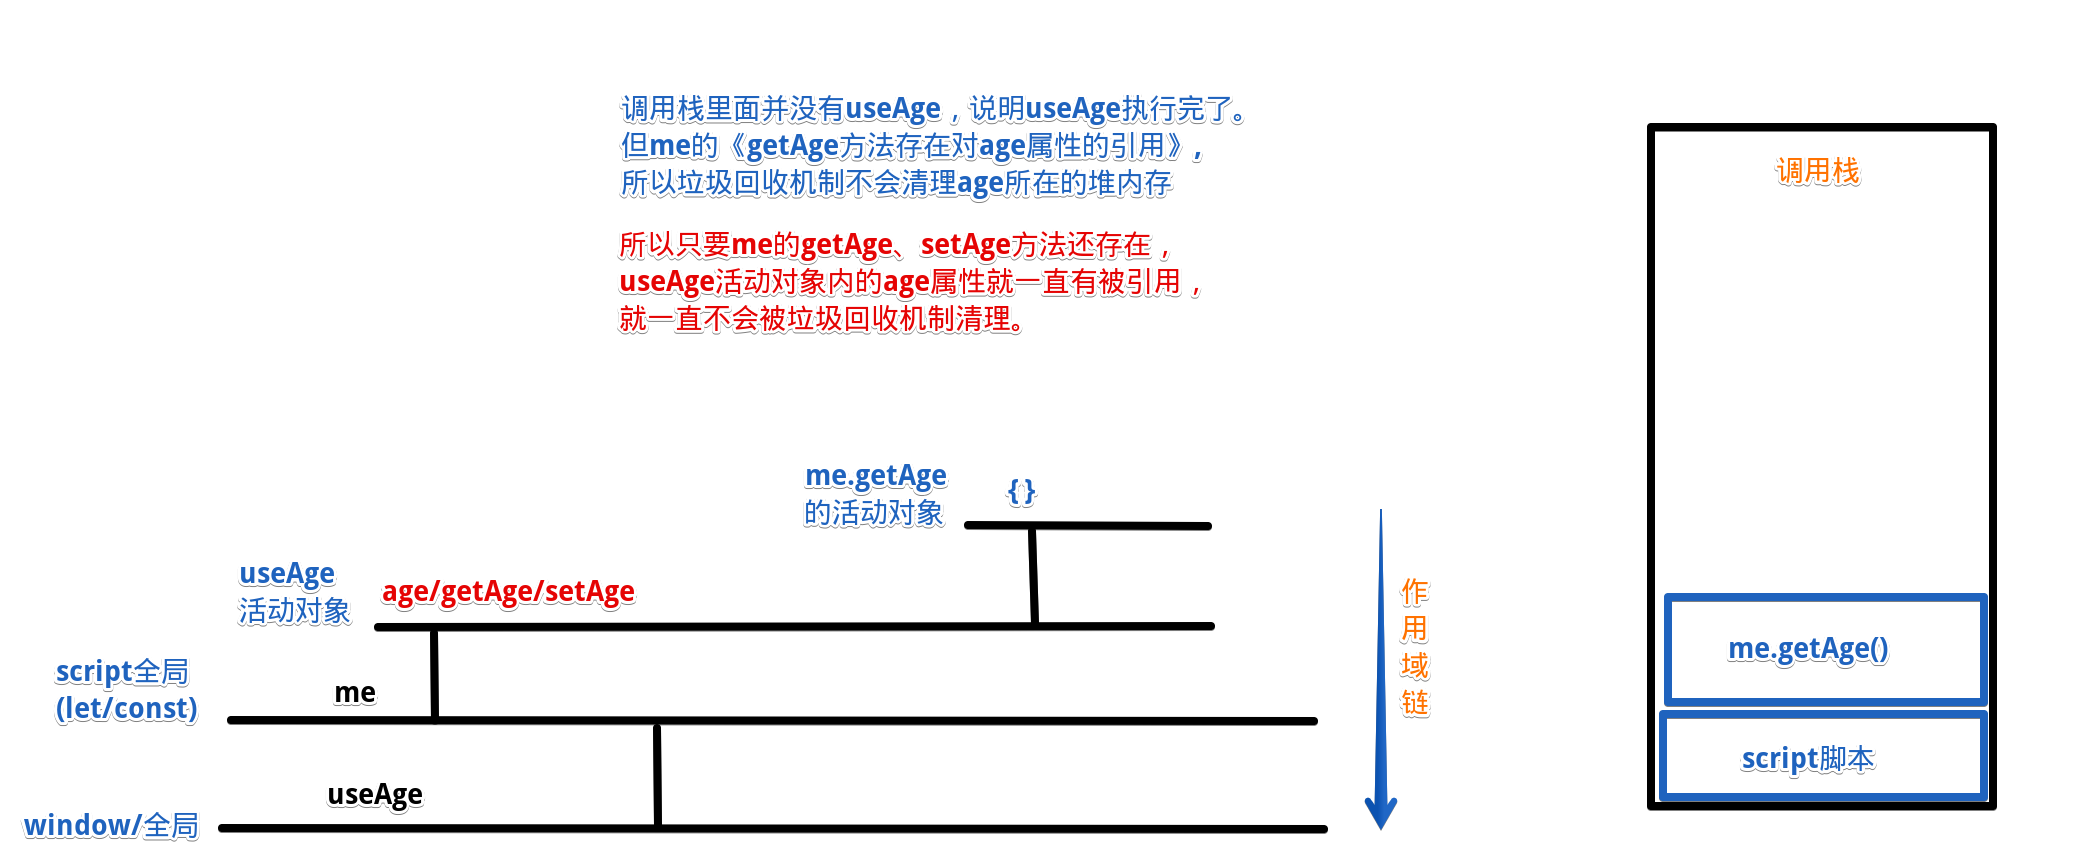 调用栈里面并没有useAge，说明useAge执行完了。
但me的《getAge方法存在对age属性的引用》,
所以垃圾回收机制不会清理age所在的堆内存
所以只要me的getAge、setAge方法还存在，
useAge活动对象内的age属性就一直有被引用，
就一直不会被垃圾回收机制清理。
调用栈
me.getAge
的活动对象
{}
useAge
活动对象
age/getAge/setAge
作
用
域
链
script全局
(let/const)
me
useAge
window/全局
me.getAge()
script脚本